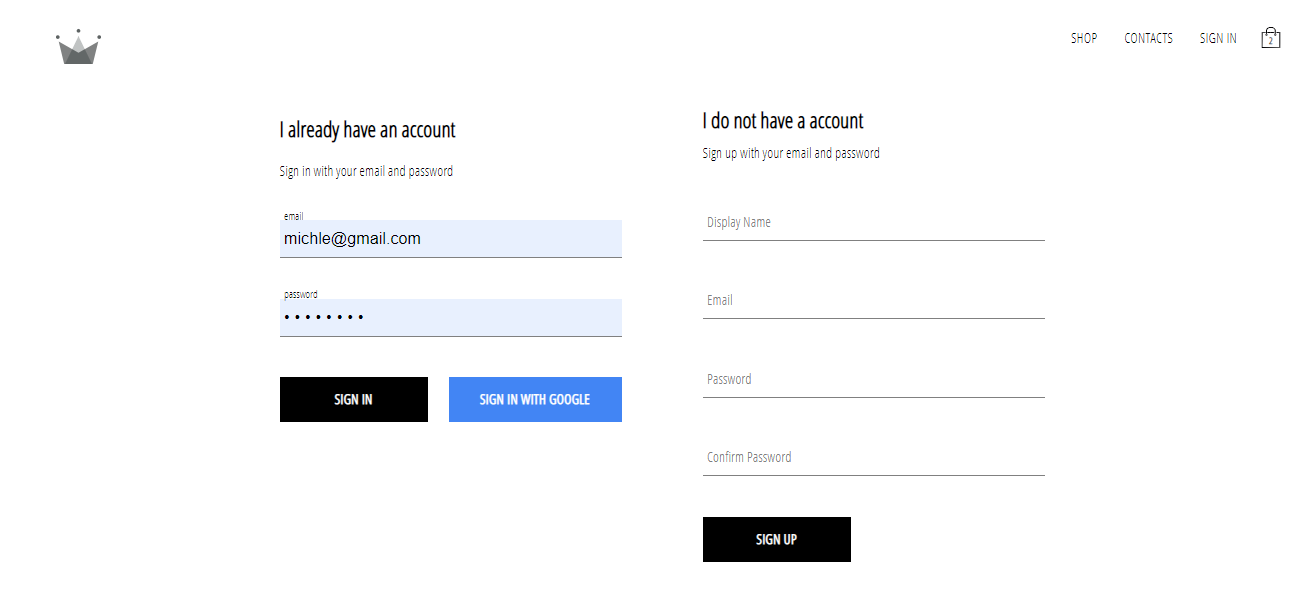 SHOP CONTACTS SIGN IN 2
I already have an account
Sign in with your email and password
email
michle@gmail.com
password
••••••••
SIGN IN SIGN IN WITH GOOGLE
I do not have a account
Sign up with your email and password
Display Name
Email
Password
Confirm Password
SIGN UP